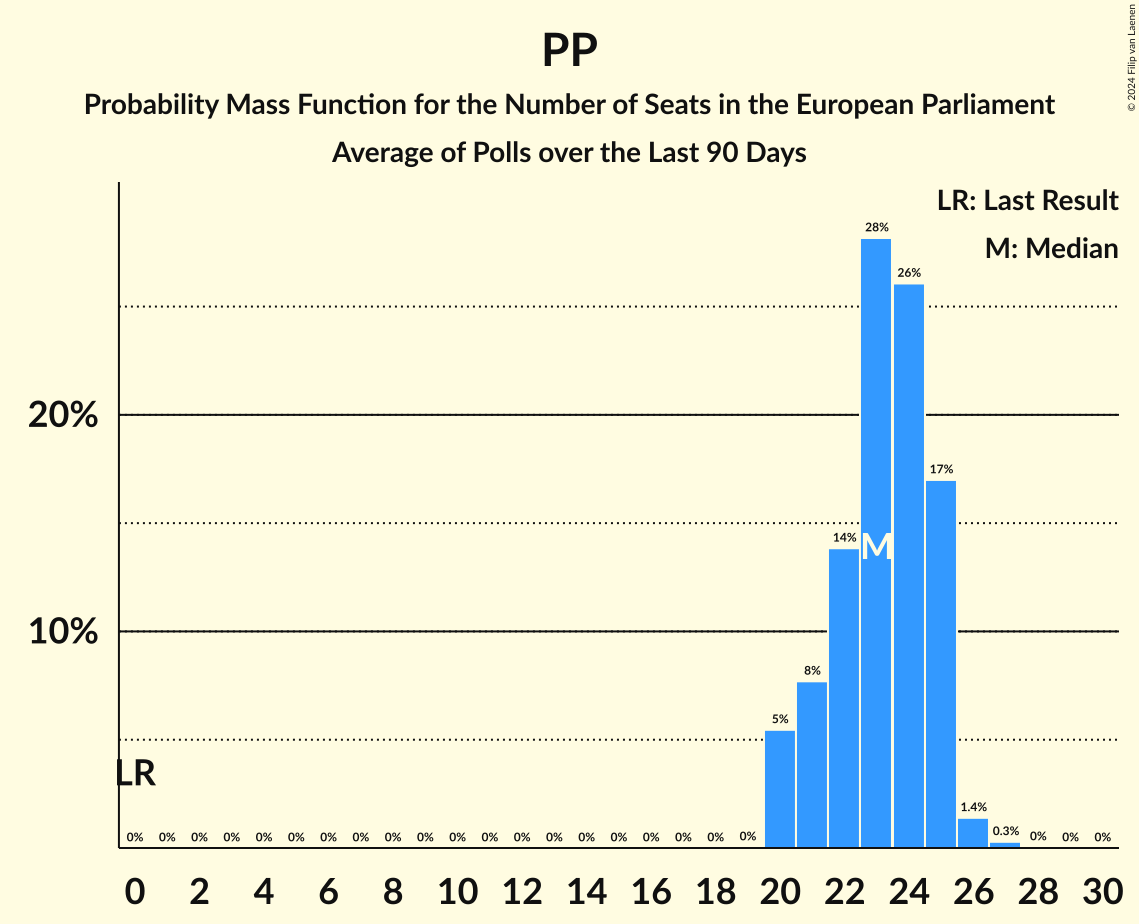 © 2024 Filip van Laenen
PP
Probability Mass Function for the Number of Seats in the European Parliament
Average of Polls over the Last 90 Days
LR: Last Result
M: Median
28%
26%
20%
17%
14%
M
10%
8%
5%
LR
1.4%
0.3%
0% 0% 0% 0% 0% 0% 0% 0% 0% 0% 0% 0% 0% 0% 0% 0% 0% 0% 0% 0% 0% 0% 0%
0 2 4 6 8 10 12 14 16 18 20 22 24 26 28 30